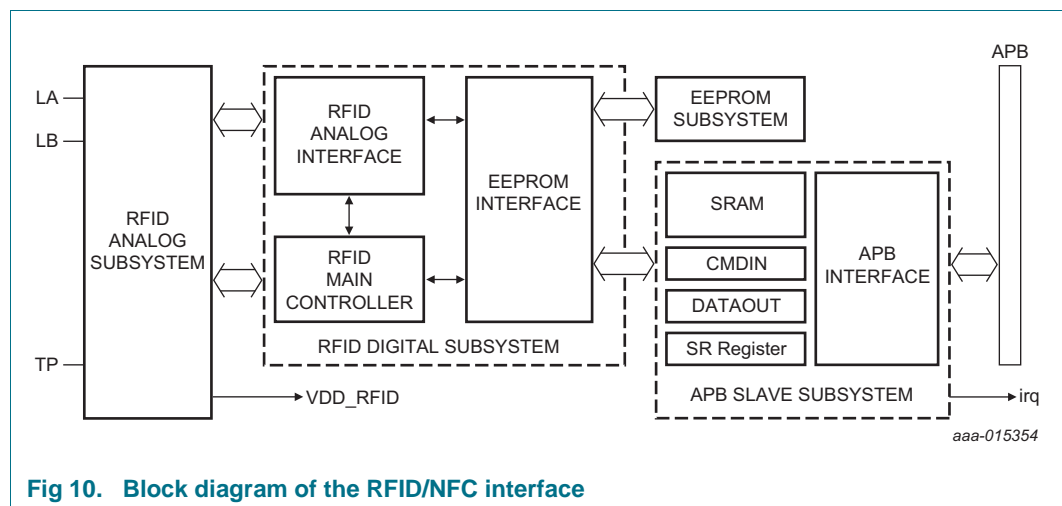 APB
LA
LB
TP
RFID
ANALOG
SUBSYSTEM
RFID
ANALOG
INTERFACE
RFID
MAIN
CONTROLLER
EEPROM
INTERFACE
RFID DIGITAL SUBSYSTEM
VDD_RFID
EEPROM
SUBSYSTEM
SRAM
CMDIN
DATAOUT
SR Register
APB
INTERFACE
APB SLAVE SUBSYSTEM
irq
aaa-015354
Fig 10. Block diagram of the RFID/NFC interface